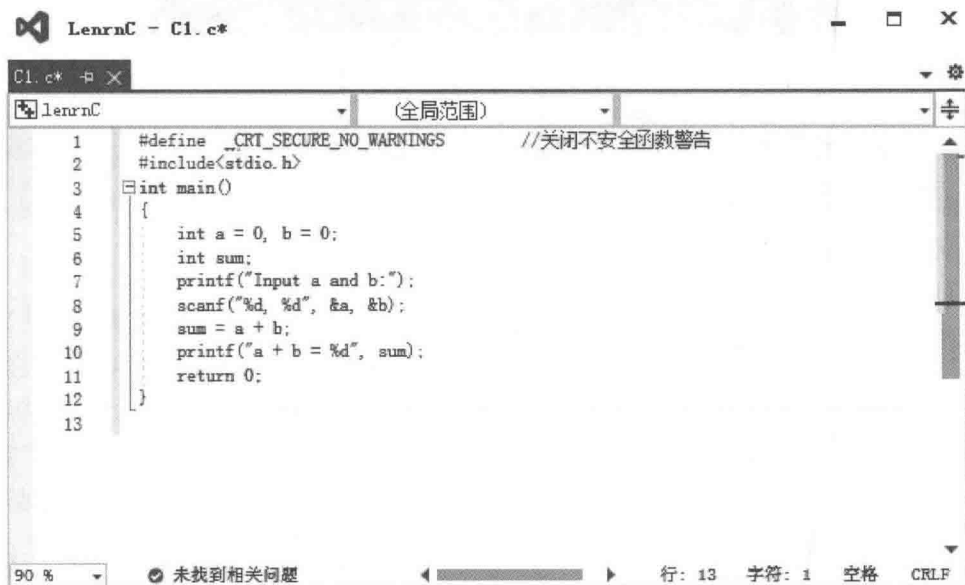 LenrnC - C1.c*
C1.c*
lenrnC (全局范围)
1 #define _CRT_SECURE_NO_WARNINGS //关闭不安全函数警告
2 #include<stdio.h>
3 int main()
4 {
5 int a = 0, b = 0;
6 int sum;
7 printf("Input a and b:");
8 scanf("%d, %d", &a, &b);
9 sum = a + b;
10 printf("a + b = %d", sum);
11 return 0;
12 }
13
90 % 未找到相关问题 行: 13 字符: 1 空格 CRLF